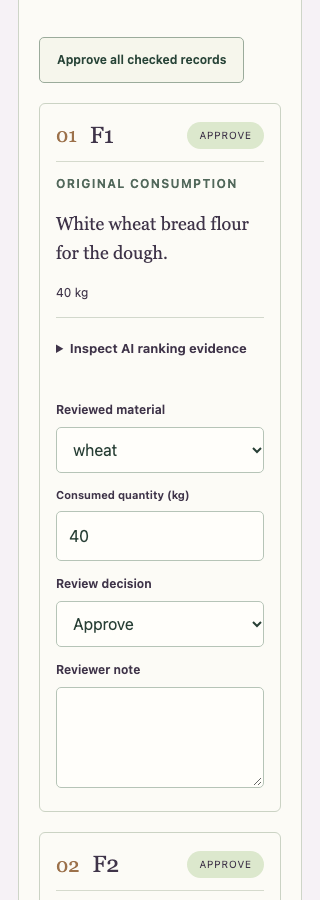 Approve all checked records
01 F1 APPROVE
ORIGINAL CONSUMPTION
White wheat bread flour
for the dough.
40 kg
Inspect AI ranking evidence
Reviewed material
wheat
Consumed quantity (kg)
40
Review decision
Approve
Reviewer note
02 F2 APPROVE